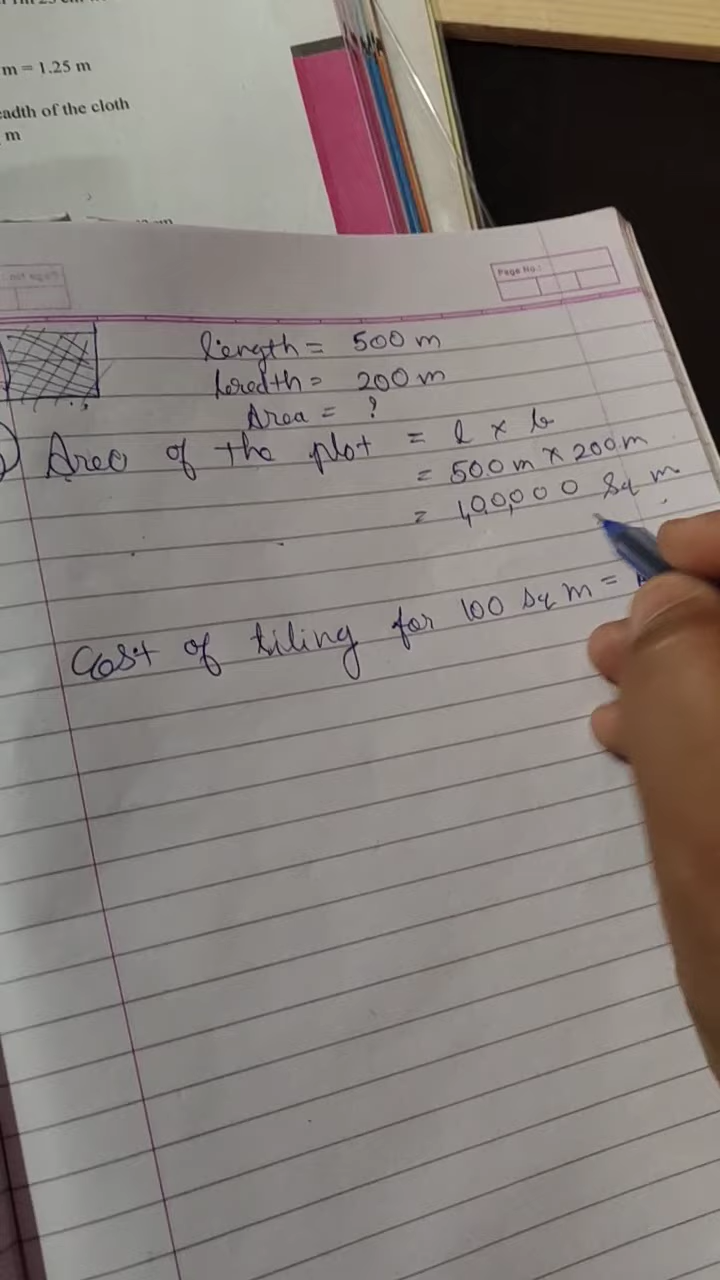 m = 1.25 m
eadth of the cloth
m
Page No.:
length = 500 m
bredth = 200 m
Area = ?
Area of the plot = l × b
= 500 m × 200 m
= 1,00,000 Sq m
Cost of tiling for 100 sq m =